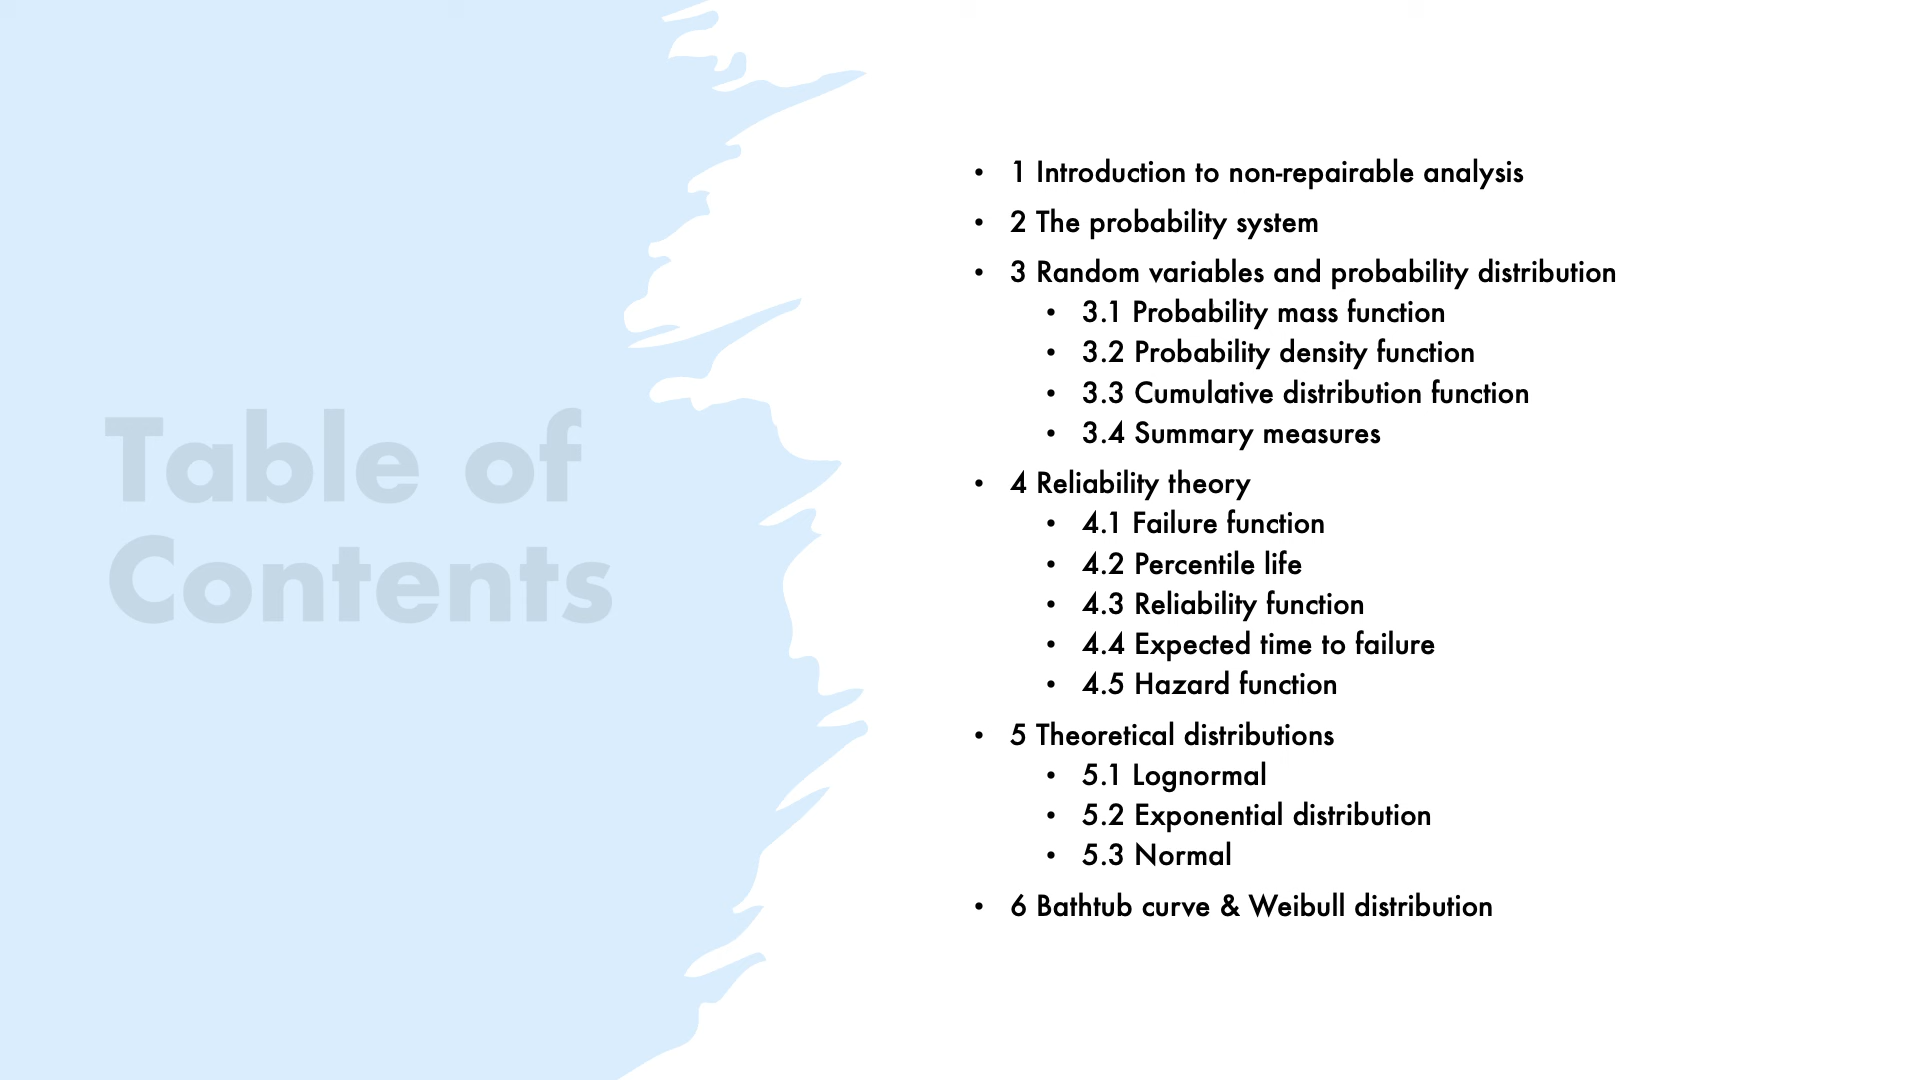 Table of
Contents
• 1 Introduction to non-repairable analysis
• 2 The probability system
• 3 Random variables and probability distribution
• 3.1 Probability mass function
• 3.2 Probability density function
• 3.3 Cumulative distribution function
• 3.4 Summary measures
• 4 Reliability theory
• 4.1 Failure function
• 4.2 Percentile life
• 4.3 Reliability function
• 4.4 Expected time to failure
• 4.5 Hazard function
• 5 Theoretical distributions
• 5.1 Lognormal
• 5.2 Exponential distribution
• 5.3 Normal
• 6 Bathtub curve & Weibull distribution